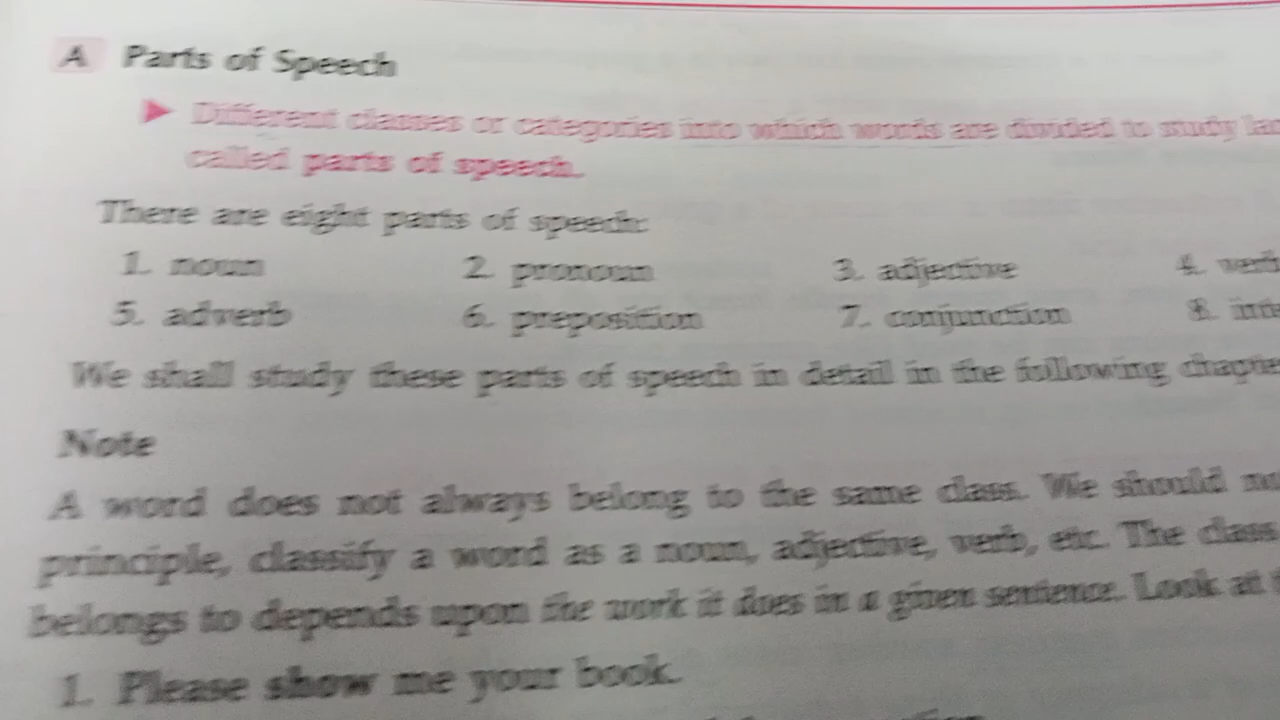 A Parts of Speech
Different classes or categories into which words are divided to study
called parts of speech.
There are eight parts of speech:
1. noun 2. pronoun 3. adjective 4. verb
5. adverb 6. preposition 7. conjunction 8.
We shall study these parts of speech in detail in the following
Note
A word does not always belong to the same class. We should
principle, classify a word as a noun, adjective, verb, etc. The class
belongs to depends upon the work it does in a given sentence. Look at
1. Please show me your book.